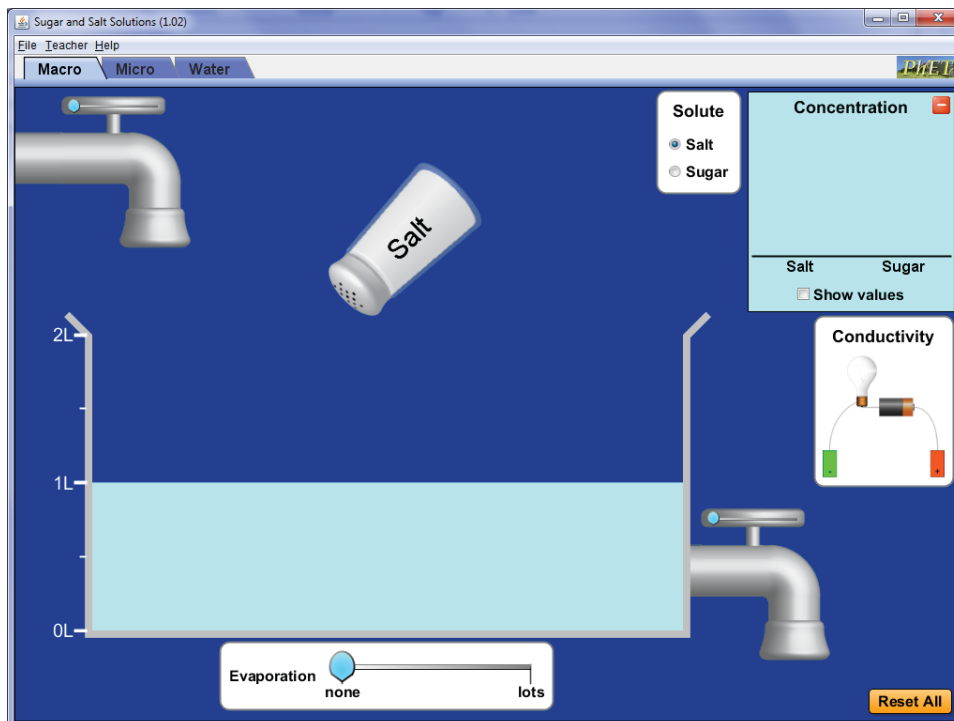 Sugar and Salt Solutions (1.02)
File Teacher Help
Macro Micro Water
PhET
Solute
Salt
Sugar
Concentration
Salt Sugar
Show values
Salt
2L
1L
0L
Conductivity
- +
Evaporation
none lots
Reset All